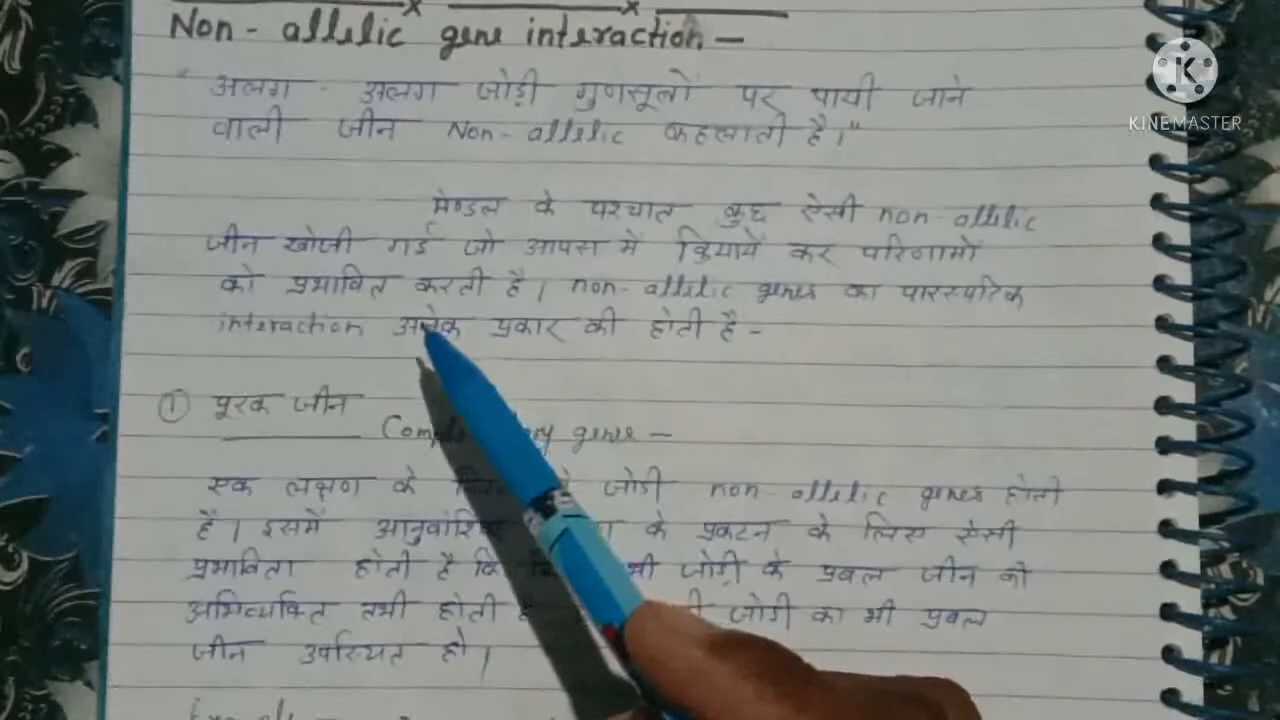 Non-allelic gene interaction –
"अलग-अलग जोड़ी गुणसूत्रों पर पायी जाने
वाली जीन Non-allelic कहलाती है।"
KINEMASTER
मेण्डल के पश्चात कुछ ऐसी non-allelic
जीन खोजी गई जो आपस में क्रियायें कर परिणामों
को प्रभावित करती है। non-allelic genes का पारस्परिक
interaction अनेक प्रकार की होती है –
① पूरक जीन
genes –
एक लक्षण के जोडी non-allelic genes होती
है। इसमें के प्रकटन के लिए ऐसी
प्रभाविता होती है कि भी जोड़ी के प्रबल जीन की
अभिव्यक्ति तभी होती जोडी का भी प्रबल
जीन उपस्थित हो।